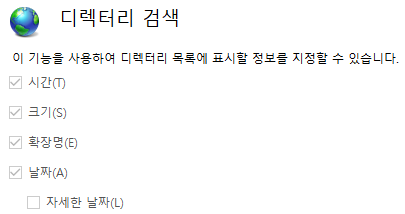 디렉터리 검색
이 기능을 사용하여 디렉터리 목록에 표시할 정보를 지정할 수 있습니다.
시간(T)
크기(S)
확장명(E)
날짜(A)
자세한 날짜(L)